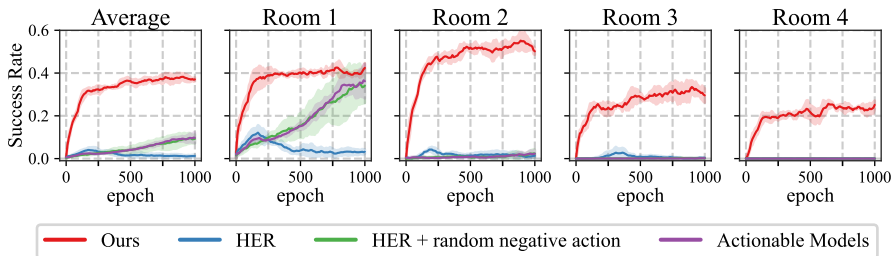 Average Room 1 Room 2 Room 3 Room 4
Success Rate
0.6
0.4
0.2
0.0
0 500 1000 0 500 1000 0 500 1000 0 500 1000 0 500 1000
epoch epoch epoch epoch epoch
Ours HER HER + random negative action Actionable Models